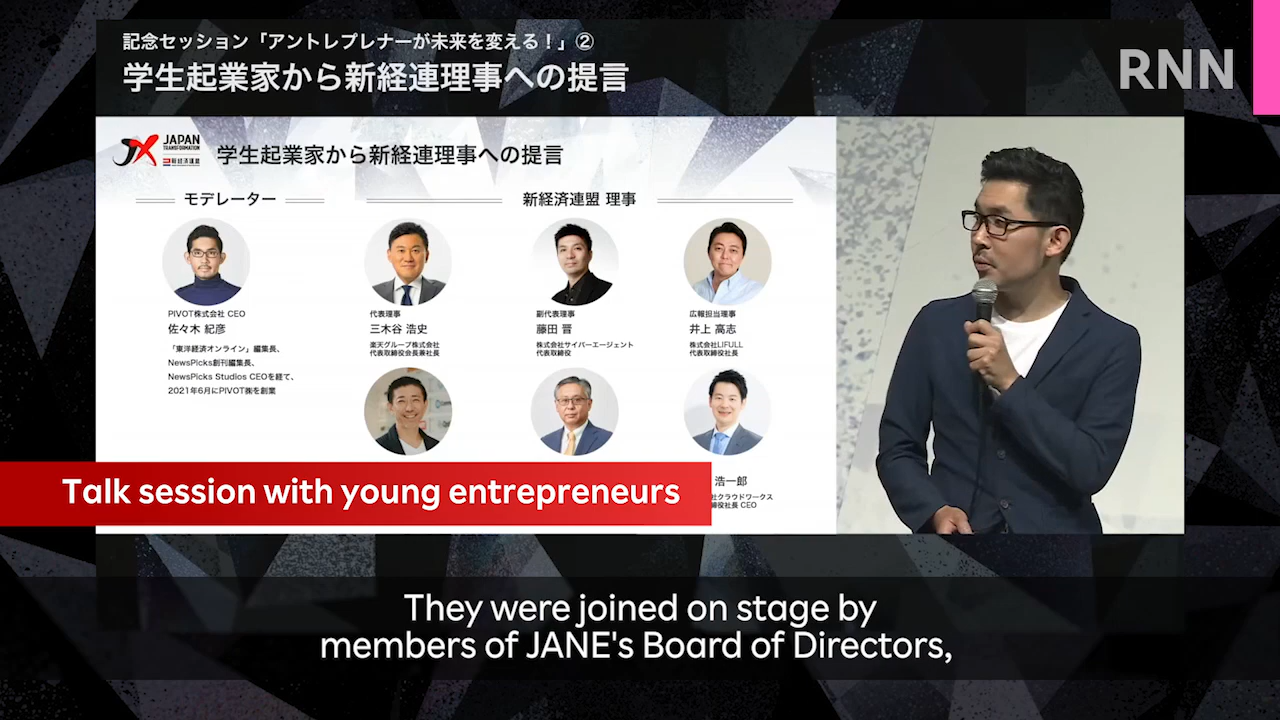 記念セッション「アントレプレナーが未来を変える！」②
学生起業家から新経連理事への提言
RNN
JX JAPAN
TRANSFORMATION
新経済連盟
学生起業家から新経連理事への提言
モデレーター
新経済連盟 理事
PIVOT株式会社 CEO
佐々木 紀彦
「東洋経済オンライン」編集長、
NewsPicks創刊編集長、
NewsPicks Studios CEOを経て、
2021年6月にPIVOT㈱を創業
代表理事
三木谷 浩史
楽天グループ株式会社
代表取締役会長兼社長
副代表理事
藤田 晋
株式会社サイバーエージェント
代表取締役
広報担当理事
井上 高志
株式会社LIFULL
代表取締役社長
浩一郎
社クラウドワークス
締役社長 CEO
Talk session with young entrepreneurs
They were joined on stage by
members of JANE's Board of Directors,